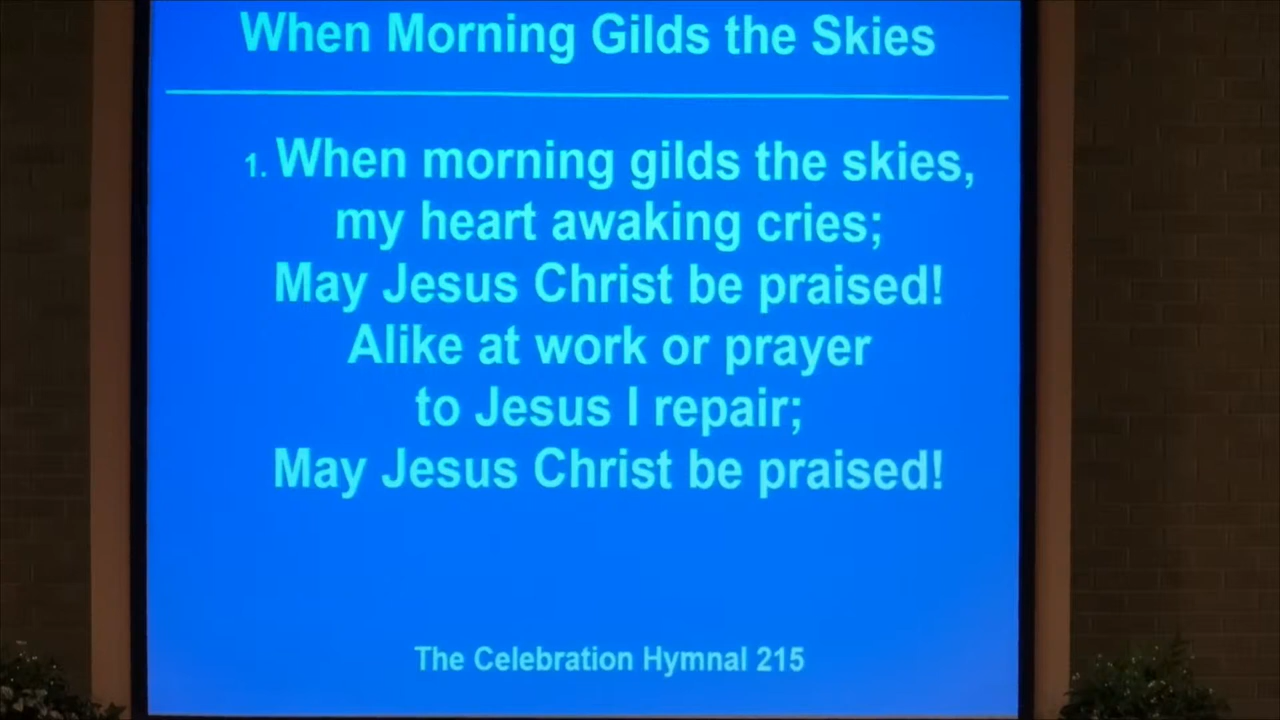 When Morning Gilds the Skies
1. When morning gilds the skies,
my heart awaking cries;
May Jesus Christ be praised!
Alike at work or prayer
to Jesus I repair;
May Jesus Christ be praised!
The Celebration Hymnal 215